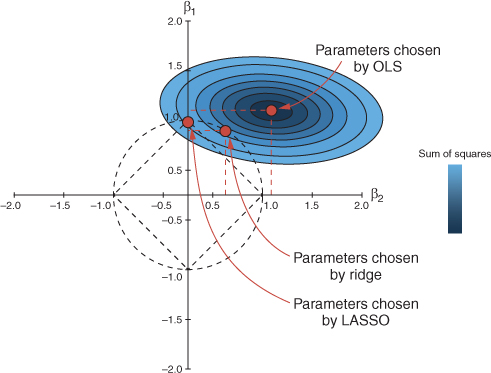 β1
2.0
1.5
Parameters chosen
by OLS
1.0
Sum of squares
0.5
−2.0 −1.5 −1.0 0.5 1.0 1.5 2.0 β2
−0.5
−1.0
Parameters chosen
by ridge
Parameters chosen
by LASSO
−1.5
−2.0